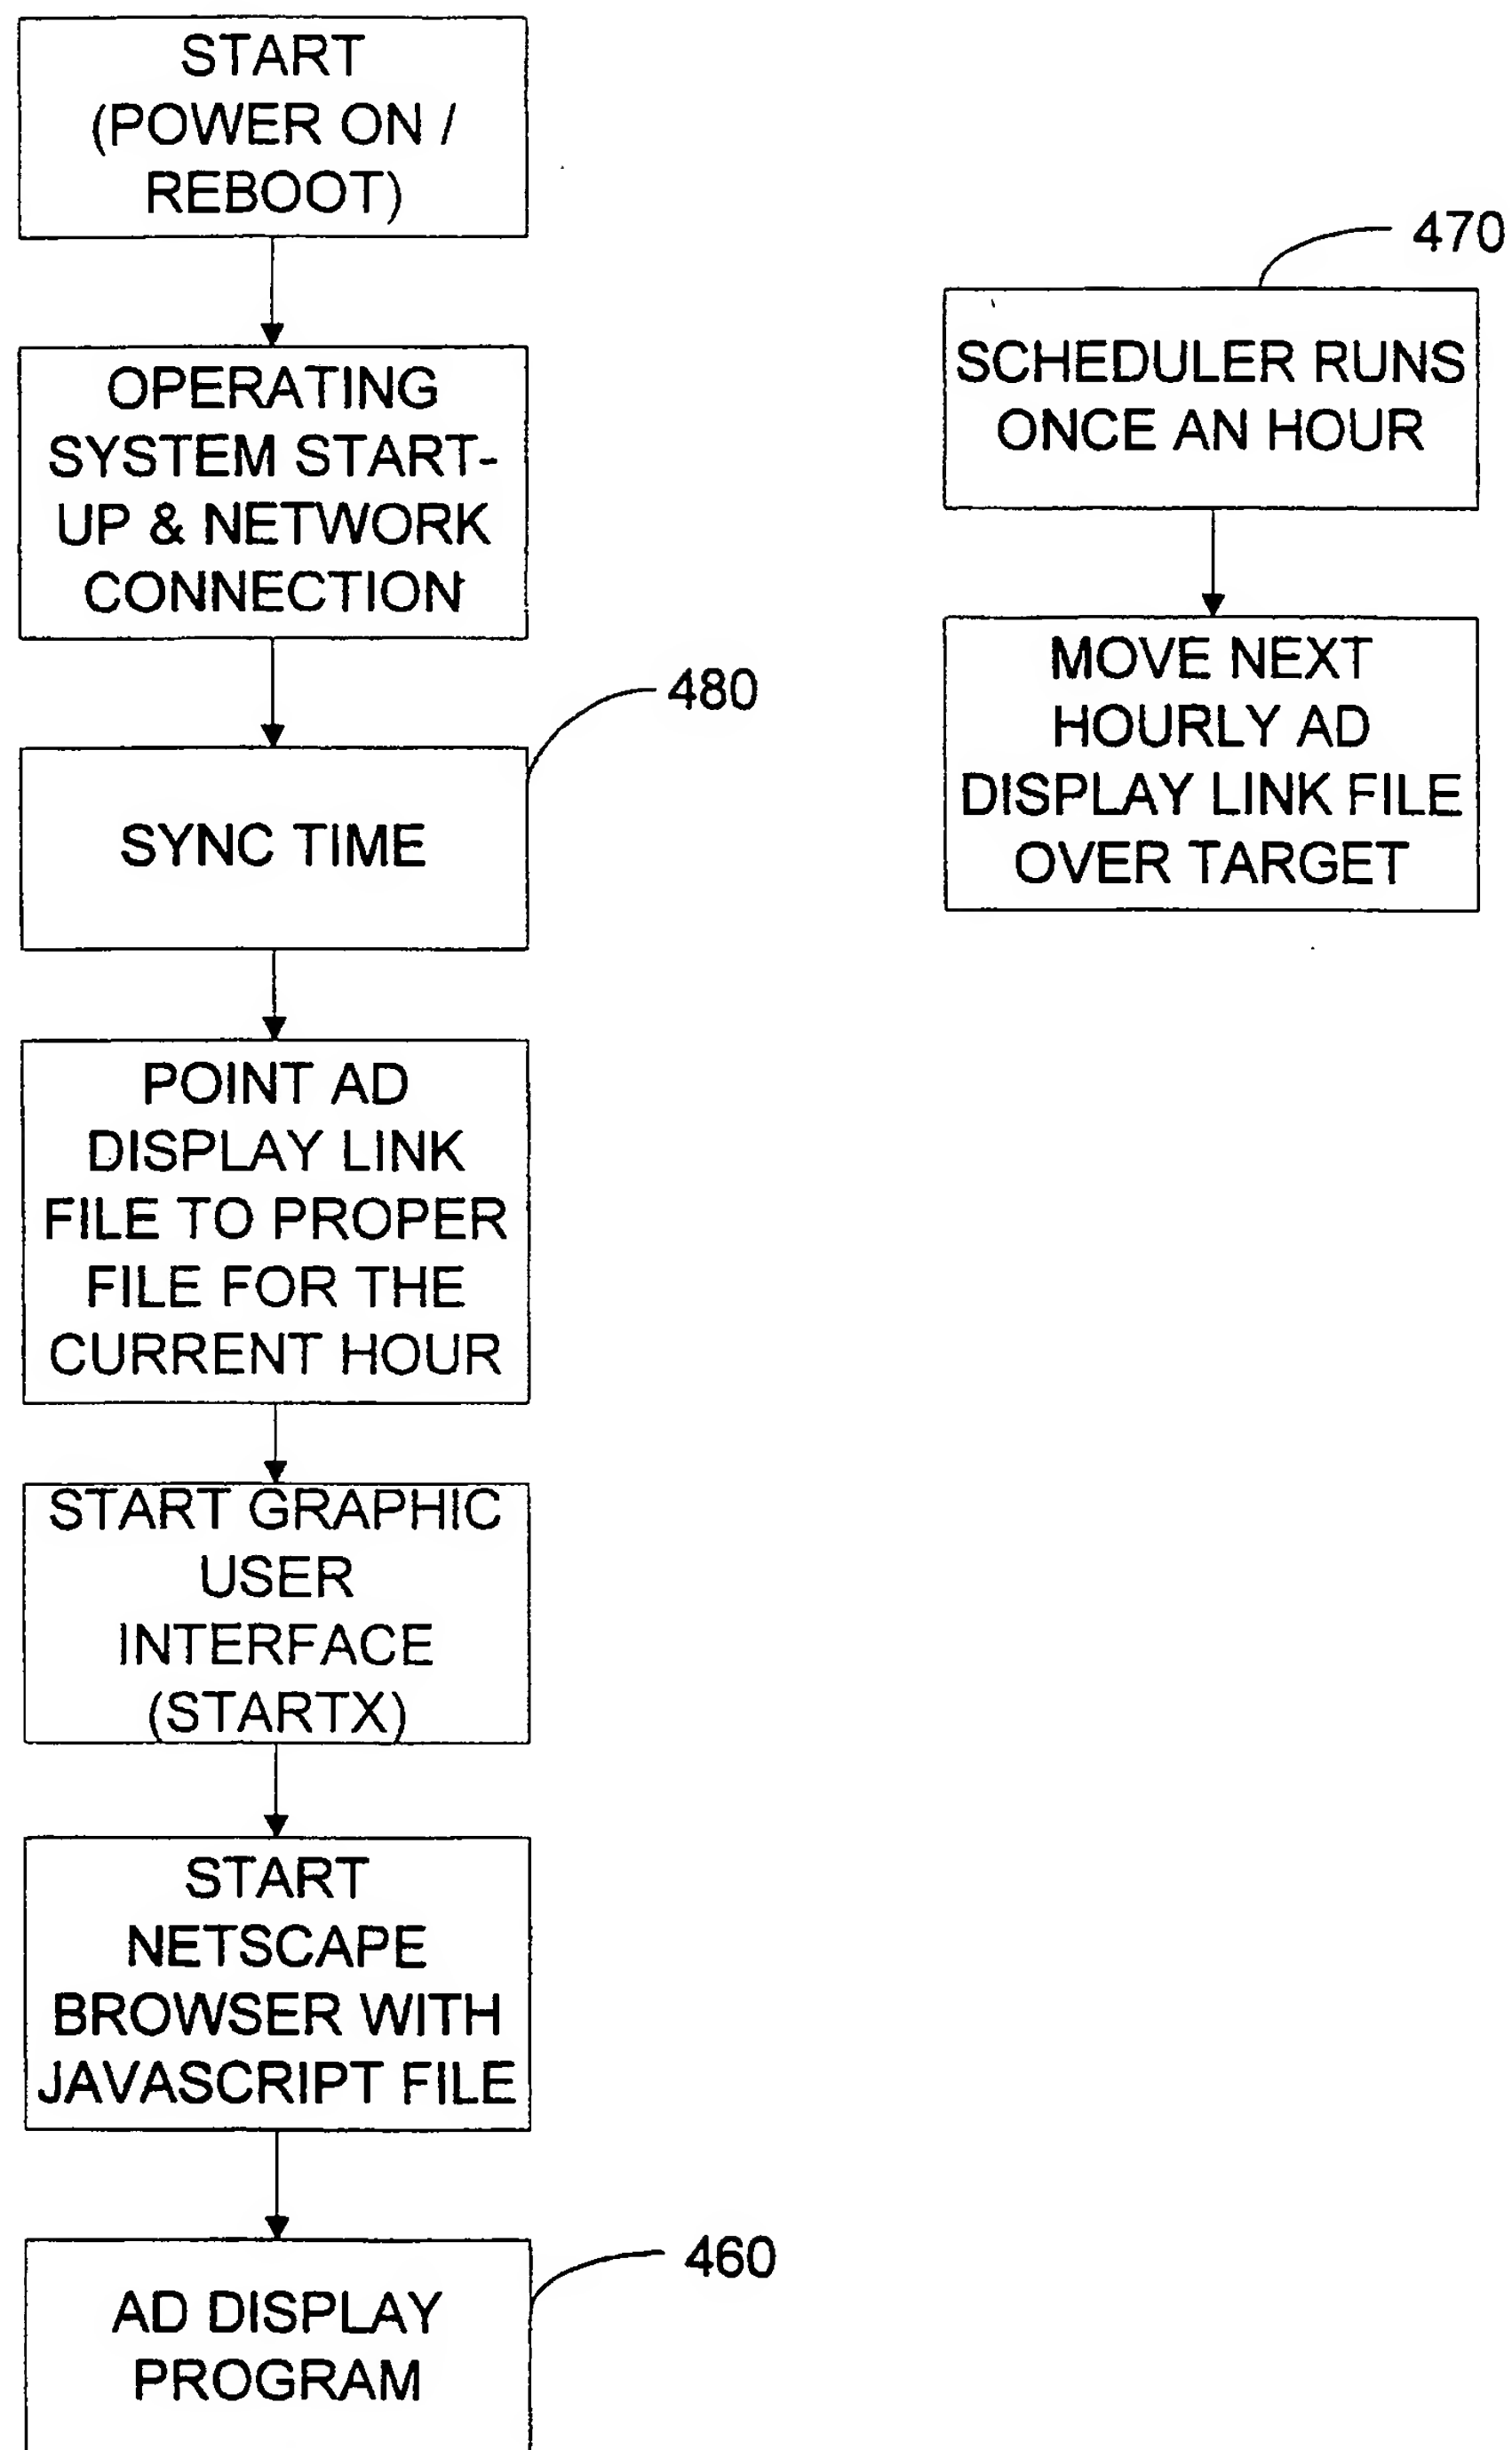 START
(POWER ON /
REBOOT)
OPERATING
SYSTEM START-
UP & NETWORK
CONNECTION
480
SYNC TIME
POINT AD
DISPLAY LINK
FILE TO PROPER
FILE FOR THE
CURRENT HOUR
START GRAPHIC
USER
INTERFACE
(STARTX)
START
NETSCAPE
BROWSER WITH
JAVASCRIPT FILE
460
AD DISPLAY
PROGRAM
470
SCHEDULER RUNS
ONCE AN HOUR
MOVE NEXT
HOURLY AD
DISPLAY LINK FILE
OVER TARGET